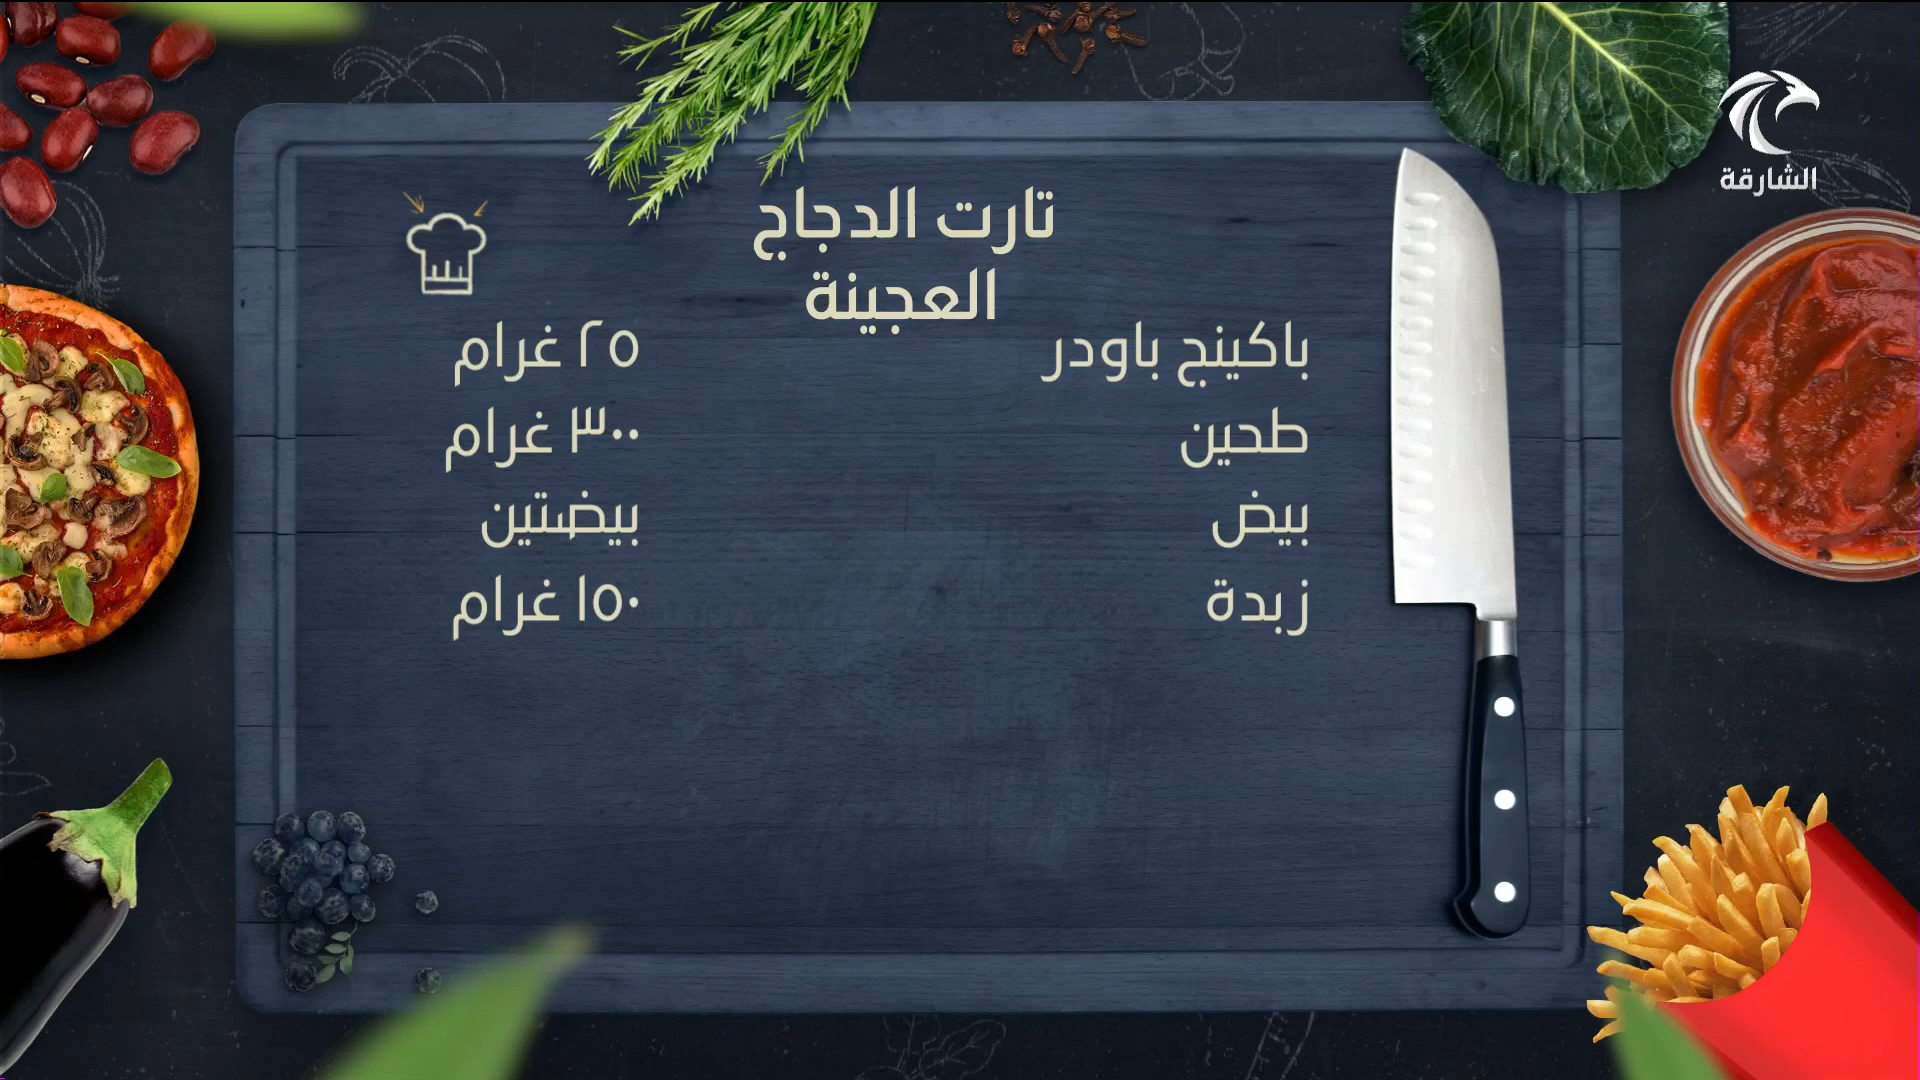 الشارقة
تارت الدجاج
العجينة
باكينج باودر ٢٥ غرام
طحين ٣٠٠ غرام
بيض بيضتين
زبدة ١٥٠ غرام